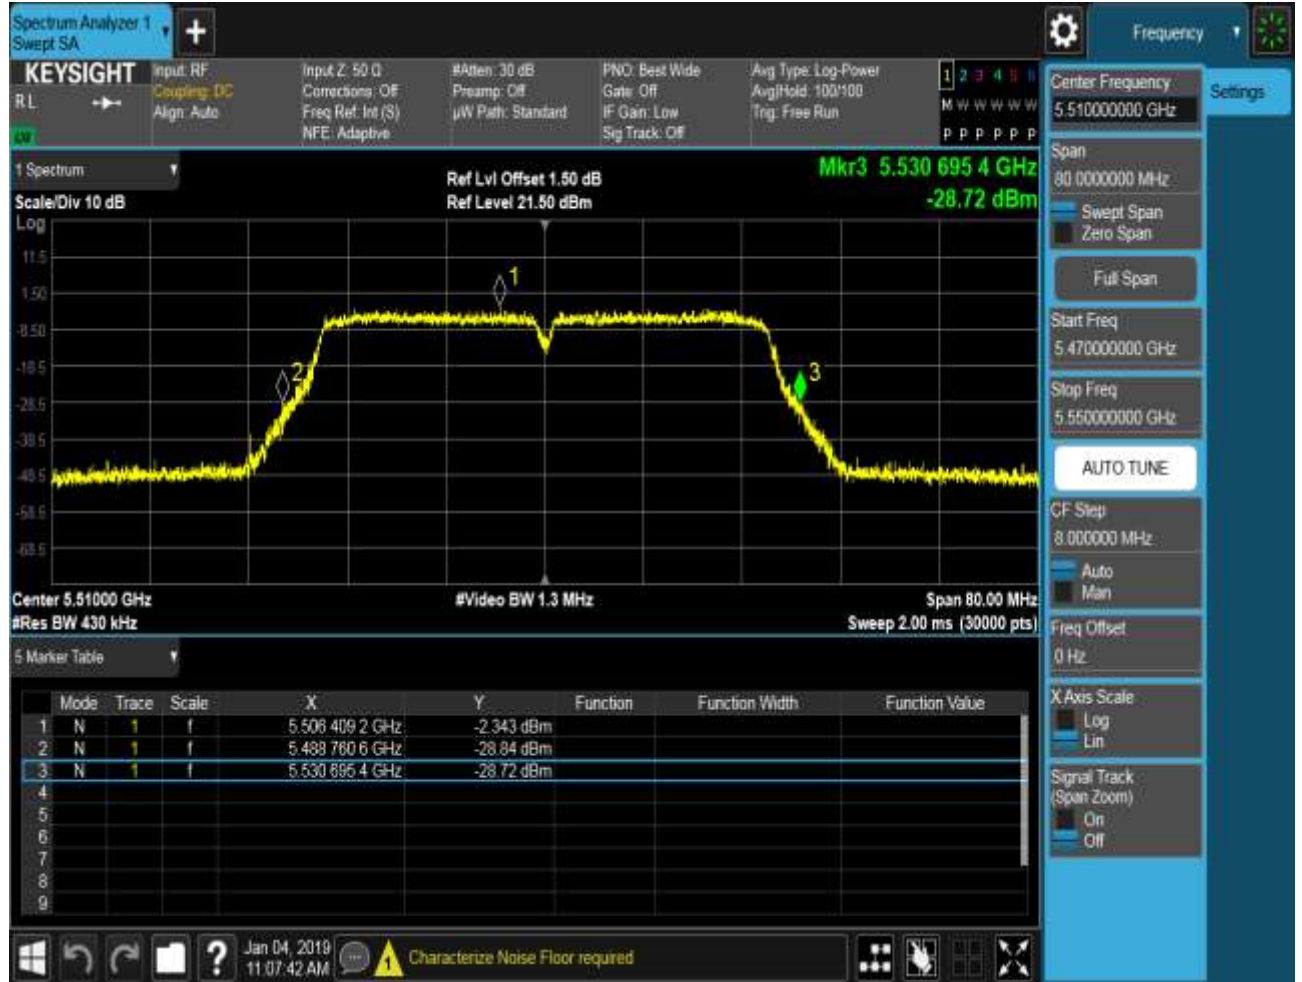 Spectrum Analyzer 1
Swept SA
+
Frequency
KEYSIGHT
RL
Input: RF
Coupling: DC
Align: Auto
Input Z: 50 Ω
Corrections: Off
Freq Ref: Int (S)
NFE: Adaptive
#Atten: 30 dB
Preamp: Off
µW Path: Standard
PNO: Best Wide
Gate: Off
IF Gain: Low
Sig Track: Off
Avg Type: Log-Power
Avg|Hold: 100/100
Trig: Free Run
1 2 3 4 5 6
M W W W W W
P P P P P P
1 Spectrum
Scale/Div 10 dB
Ref Lvl Offset 1.50 dB
Ref Level 21.50 dBm
Mkr3 5.530 695 4 GHz
-28.72 dBm
Log
11.5
1.50
-8.50
-18.5
-28.5
-38.5
-48.5
-58.5
-68.5
1
2
3
Center 5.51000 GHz
#Res BW 430 kHz
#Video BW 1.3 MHz
Span 80.00 MHz
Sweep 2.00 ms (30000 pts)
5 Marker Table
Mode Trace Scale X Y Function Function Width Function Value
1 N 1 f 5.506 409 2 GHz -2.343 dBm
2 N 1 f 5.488 760 6 GHz -28.84 dBm
3 N 1 f 5.530 695 4 GHz -28.72 dBm
4
5
6
7
8
9
Center Frequency
5.510000000 GHz
Settings
Span
80.0000000 MHz
Swept Span
Zero Span
Full Span
Start Freq
5.470000000 GHz
Stop Freq
5.550000000 GHz
AUTO TUNE
CF Step
8.000000 MHz
Auto
Man
Freq Offset
0 Hz
X Axis Scale
Log
Lin
Signal Track
(Span Zoom)
On
Off
?
Jan 04, 2019
11:07:42 AM
1
Characterize Noise Floor required